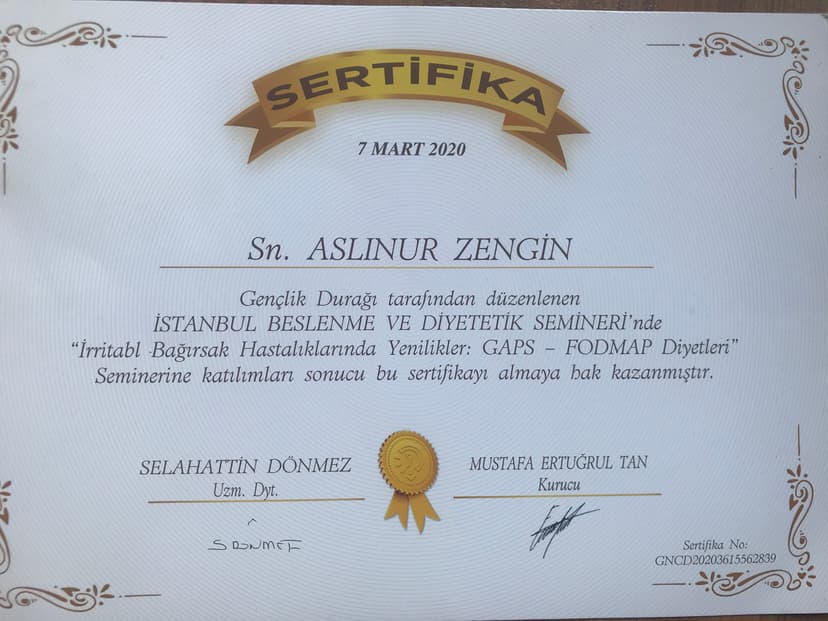 SERTİFİKA
7 MART 2020
Sn. ASLINUR ZENGİN
Gençlik Durağı tarafından düzenlenen
İSTANBUL BESLENME VE DİYETETİK SEMİNERİ'nde
“İrritabl Bağırsak Hastalıklarında Yenilikler: GAPS – FODMAP Diyetleri”
Seminerine katılımları sonucu bu sertifikayı almaya hak kazanmıştır.
SELAHATTİN DÖNMEZ
Uzm. Dyt.
MUSTAFA ERTUĞRUL TAN
Kurucu
Sertifika No:
GNCD20203615562839